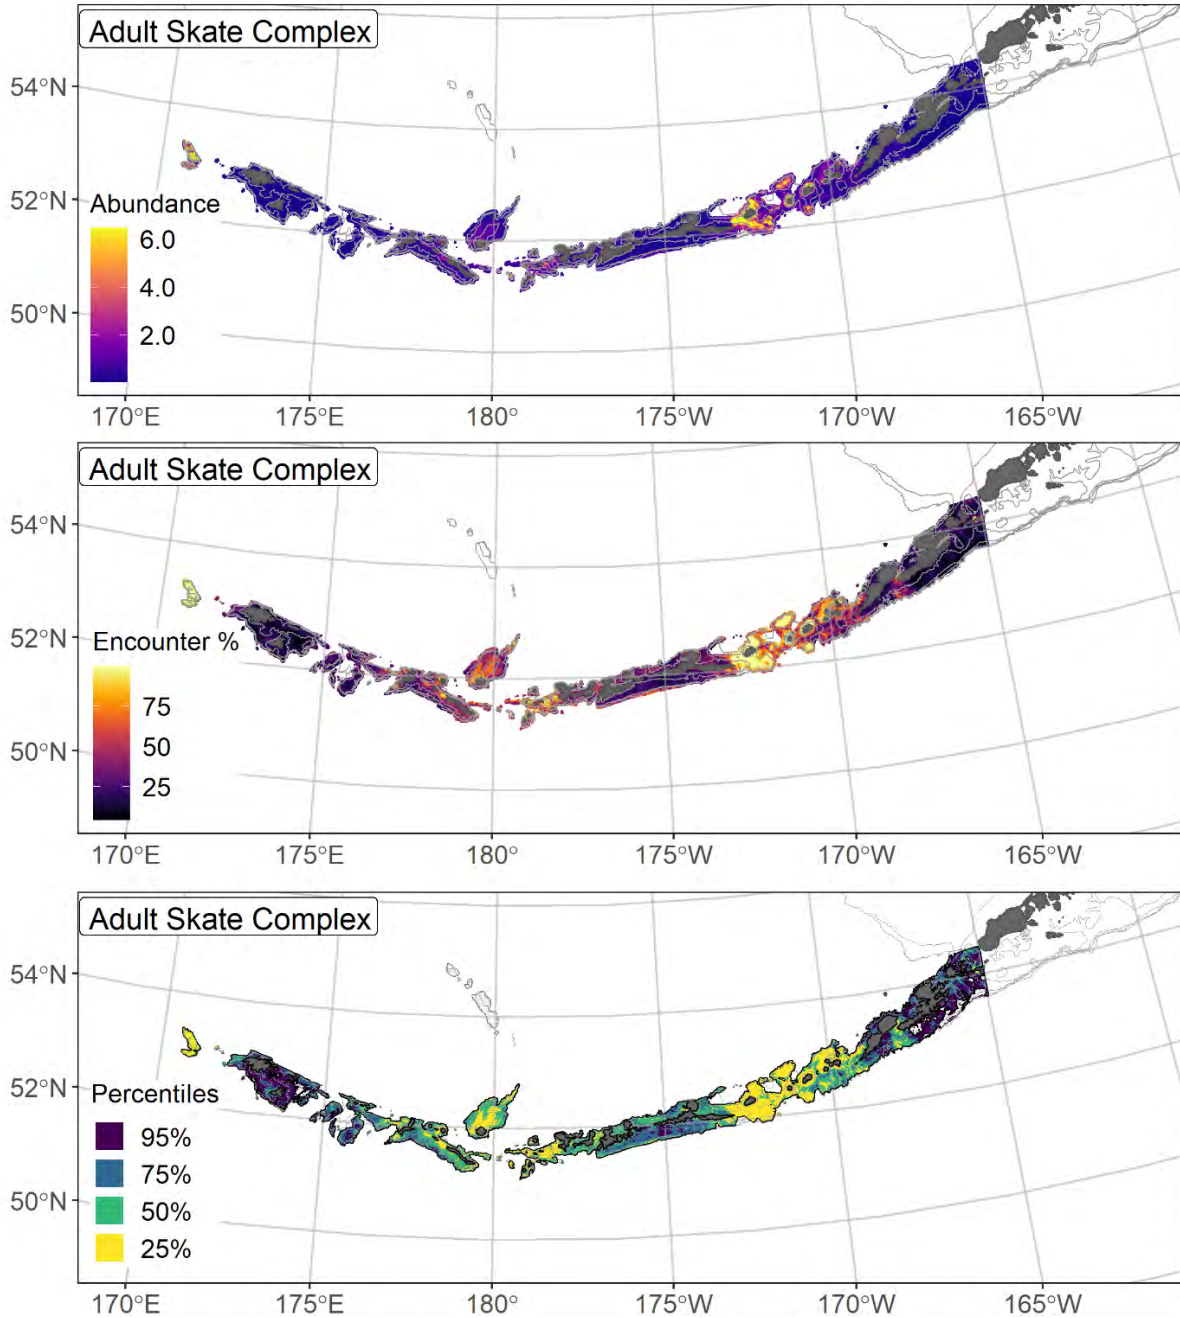 Adult Skate Complex
54°N
52°N
50°N
Abundance
6.0
4.0
2.0
170°E 175°E 180° 175°W 170°W 165°W
Adult Skate Complex
54°N
52°N
50°N
Encounter %
75
50
25
170°E 175°E 180° 175°W 170°W 165°W
Adult Skate Complex
54°N
52°N
50°N
Percentiles
95%
75%
50%
25%
170°E 175°E 180° 175°W 170°W 165°W